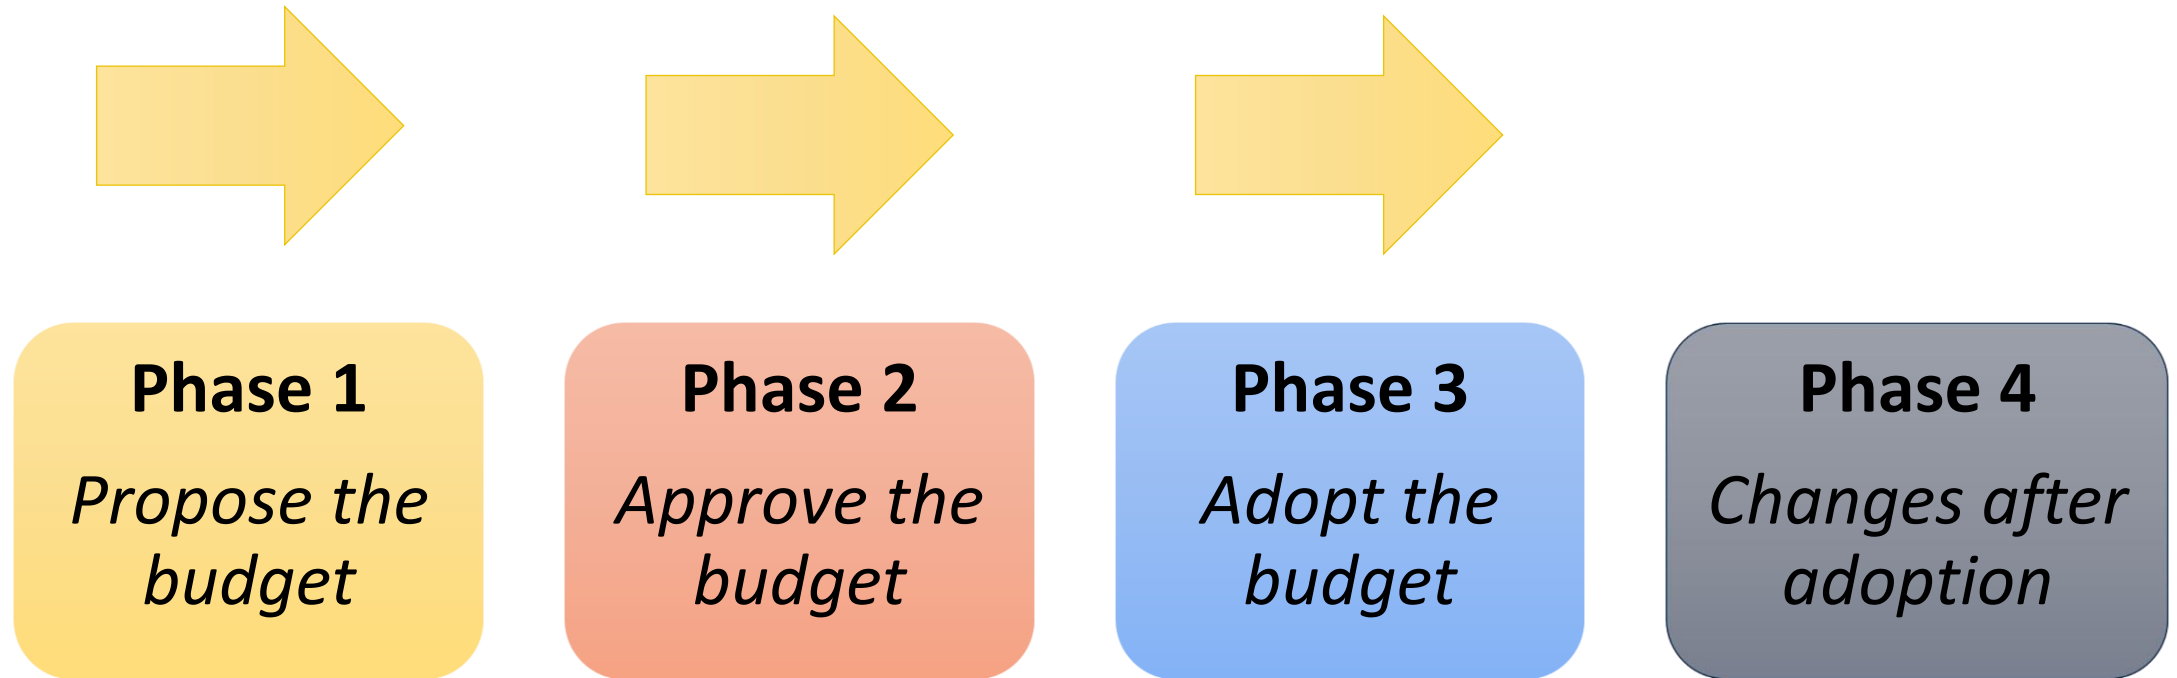 Phase 1
Propose the
budget
Phase 2
Approve the
budget
Phase 3
Adopt the
budget
Phase 4
Changes after
adoption